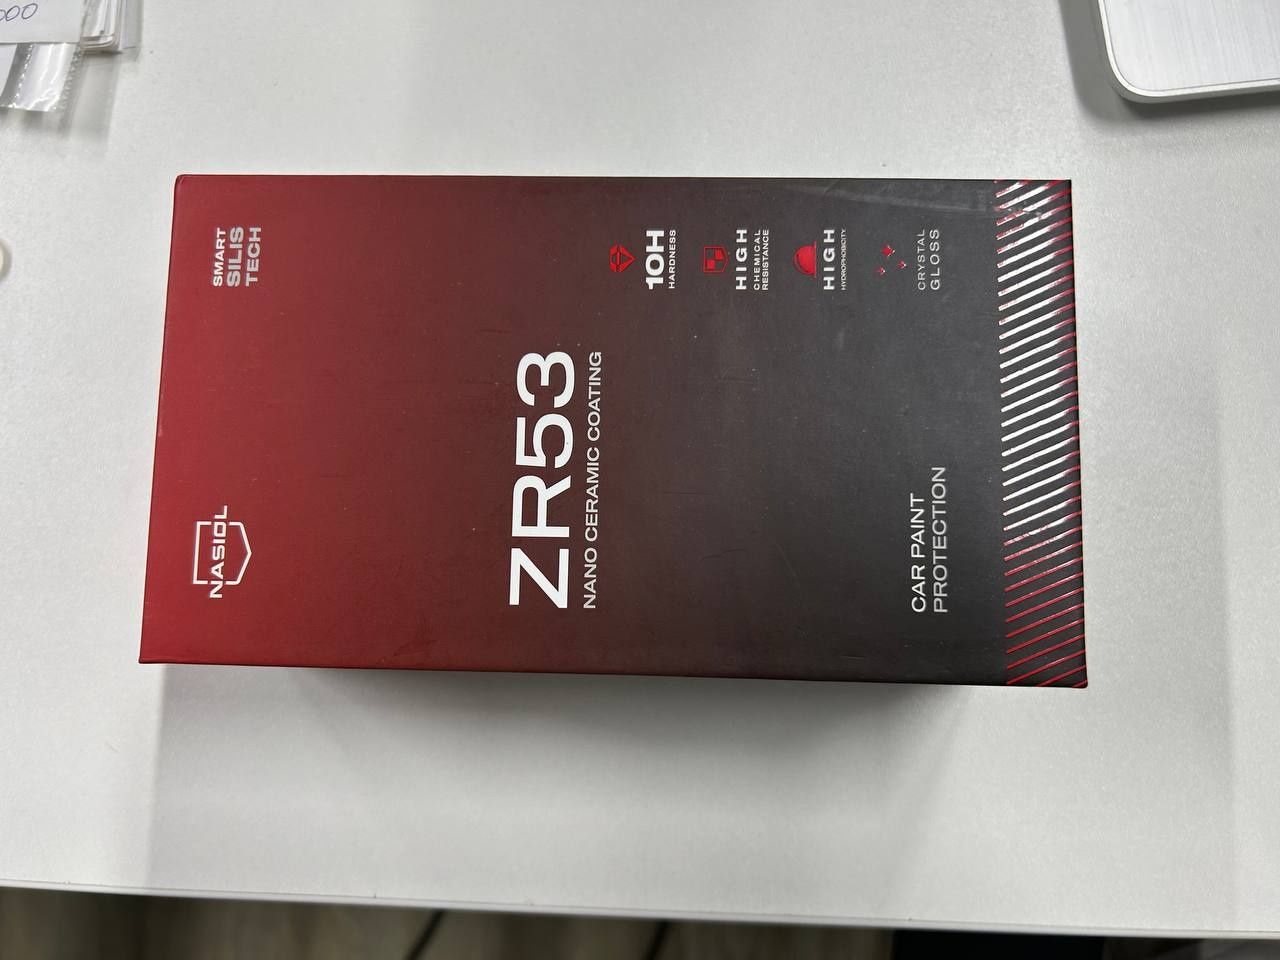 NASIOL
SMART
SILIS
TECH
ZR53
NANO CERAMIC COATING
10H
HARDNESS
HIGH
CHEMICAL
RESISTANCE
HIGH
HYDROPHOBICITY
CRYSTAL
GLOSS
CAR PAINT
PROTECTION